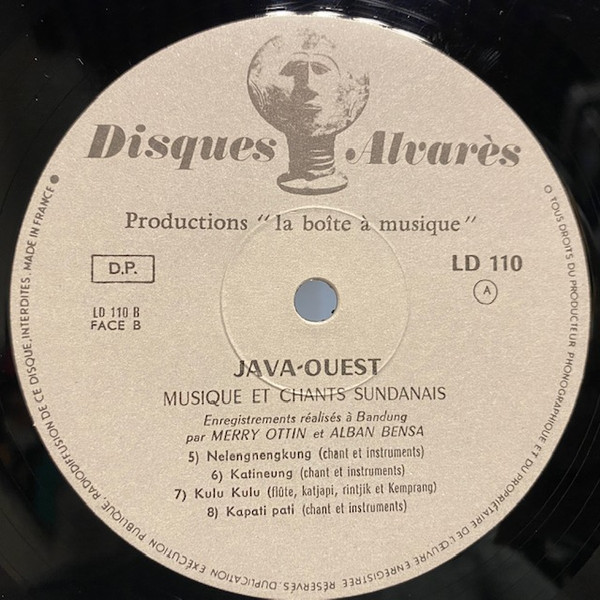 Disques Alvarès
Productions "la boîte à musique"
D.P.
LD 110
A
LD 110 B
FACE B
JAVA-OUEST
MUSIQUE ET CHANTS SUNDANAIS
Enregistrements réalisés à Bandung
par MERRY OTTIN et ALBAN BENSA
5) Nelengnengkung (chant et instruments)
6) Katineung (chant et instruments)
7) Kulu Kulu (flûte, katjapi, rintjik et Kemprang)
8) Kapati pati (chant et instruments)
O TOUS DROITS DU PRODUCTEUR PHONOGRAPHIQUE ET DU PROPRIÉTAIRE DE L'ŒUVRE ENREGISTREE RÉSERVÉS. DUPLICATION, EXÉCUTION PUBLIQUE, RADIODIFFUSION DE CE DISQUE, INTERDITES. MADE IN FRANCE